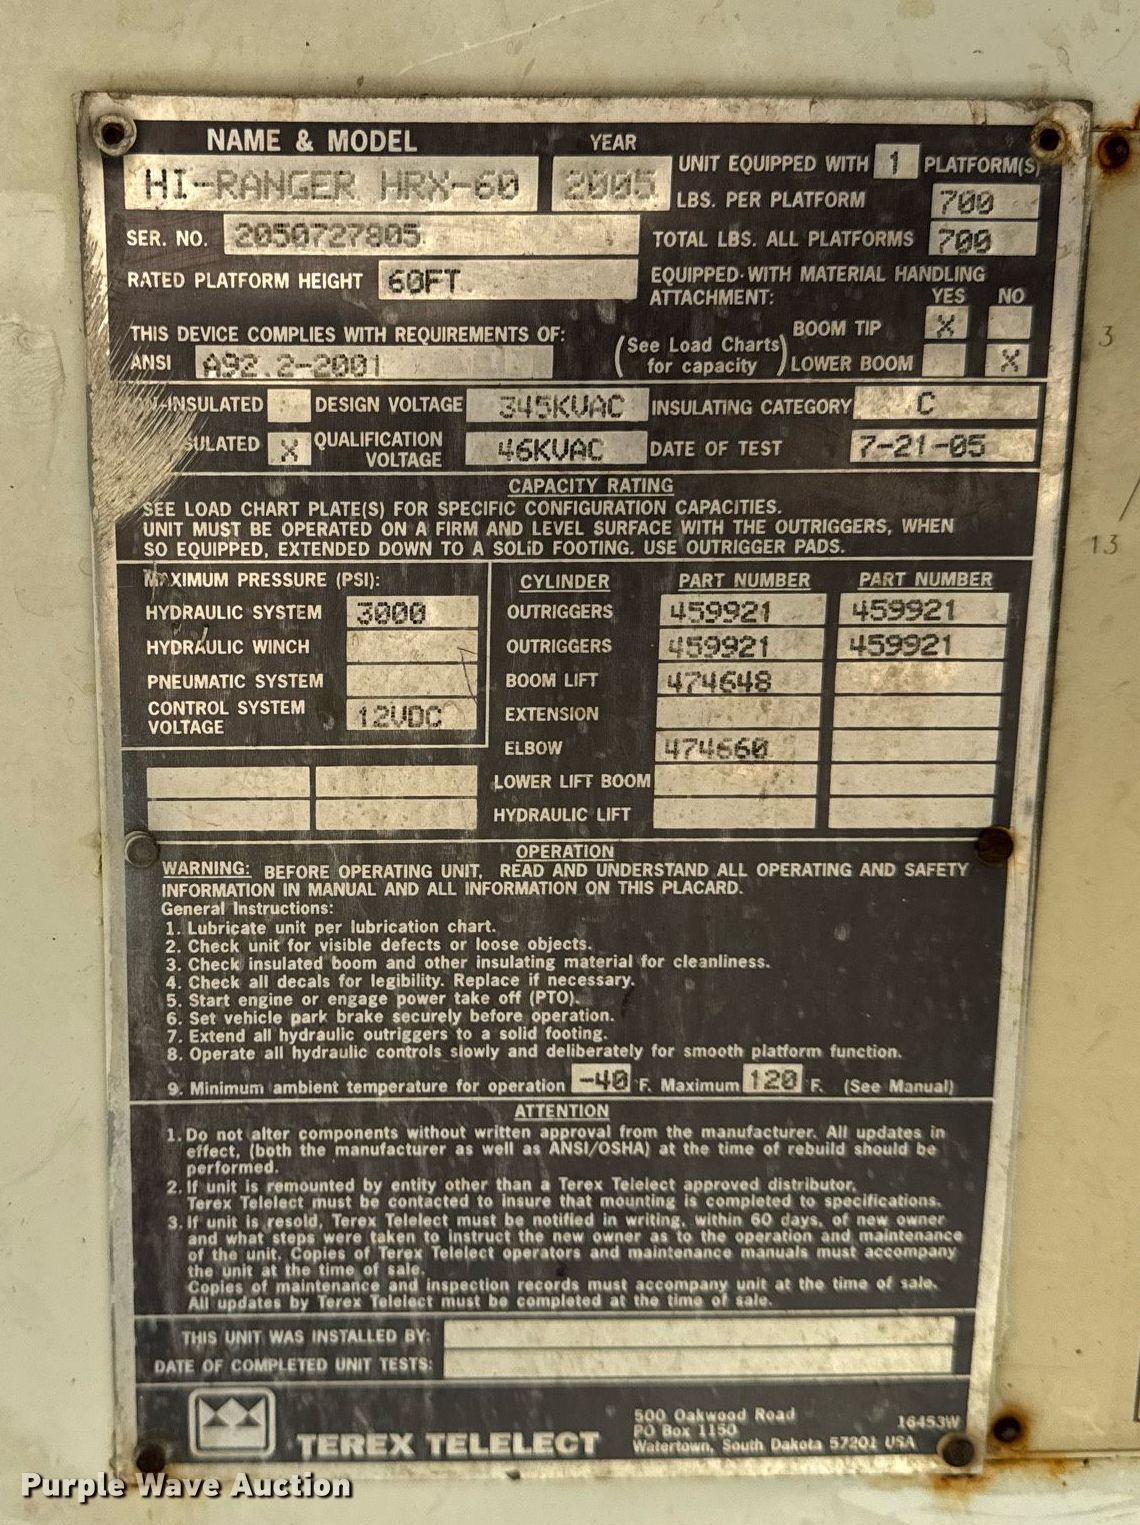 NAME & MODEL YEAR
HI-RANGER HRX-60 2005
UNIT EQUIPPED WITH 1 PLATFORM(S)
LBS. PER PLATFORM 700
SER. NO. 2050727805
TOTAL LBS. ALL PLATFORMS 700
RATED PLATFORM HEIGHT 60FT
EQUIPPED WITH MATERIAL HANDLING
ATTACHMENT: YES NO
THIS DEVICE COMPLIES WITH REQUIREMENTS OF:
ANSI A92.2-2001
(See Load Charts for capacity)
BOOM TIP X
LOWER BOOM X
-INSULATED DESIGN VOLTAGE 345KVAC INSULATING CATEGORY C
SULATED X QUALIFICATION VOLTAGE 46KVAC DATE OF TEST 7-21-05
CAPACITY RATING
SEE LOAD CHART PLATE(S) FOR SPECIFIC CONFIGURATION CAPACITIES.
UNIT MUST BE OPERATED ON A FIRM AND LEVEL SURFACE WITH THE OUTRIGGERS, WHEN
SO EQUIPPED, EXTENDED DOWN TO A SOLID FOOTING. USE OUTRIGGER PADS.
MAXIMUM PRESSURE (PSI):
HYDRAULIC SYSTEM 3000
HYDRAULIC WINCH
PNEUMATIC SYSTEM
CONTROL SYSTEM
VOLTAGE 12VDC
CYLINDER PART NUMBER PART NUMBER
OUTRIGGERS 459921 459921
OUTRIGGERS 459921 459921
BOOM LIFT 474648
EXTENSION
ELBOW 474660
LOWER LIFT BOOM
HYDRAULIC LIFT
OPERATION
WARNING: BEFORE OPERATING UNIT, READ AND UNDERSTAND ALL OPERATING AND SAFETY
INFORMATION IN MANUAL AND ALL INFORMATION ON THIS PLACARD.
General Instructions:
1. Lubricate unit per lubrication chart.
2. Check unit for visible defects or loose objects.
3. Check insulated boom and other insulating material for cleanliness.
4. Check all decals for legibility. Replace if necessary.
5. Start engine or engage power take off (PTO).
6. Set vehicle park brake securely before operation.
7. Extend all hydraulic outriggers to a solid footing.
8. Operate all hydraulic controls slowly and deliberately for smooth platform function.
9. Minimum ambient temperature for operation -40 °F. Maximum 120 °F. (See Manual)
ATTENTION
1. Do not alter components without written approval from the manufacturer. All updates in
effect, (both the manufacturer as well as ANSI/OSHA) at the time of rebuild should be
performed.
2. If unit is remounted by entity other than a Terex Telelect approved distributor,
Terex Telelect must be contacted to insure that mounting is completed to specifications.
3. If unit is resold, Terex Telelect must be notified in writing, within 60 days, of new owner
and what steps were taken to instruct the new owner as to the operation and maintenance
of the unit. Copies of Terex Telelect operators and maintenance manuals must accompany
the unit at the time of sale.
Copies of maintenance and inspection records must accompany unit at the time of sale.
All updates by Terex Telelect must be completed at the time of sale.
THIS UNIT WAS INSTALLED BY:
DATE OF COMPLETED UNIT TESTS:
TEREX TELELECT
500 Oakwood Road
PO Box 1150
Watertown, South Dakota 57201 USA
16453W
3
13
Purple Wave Auction